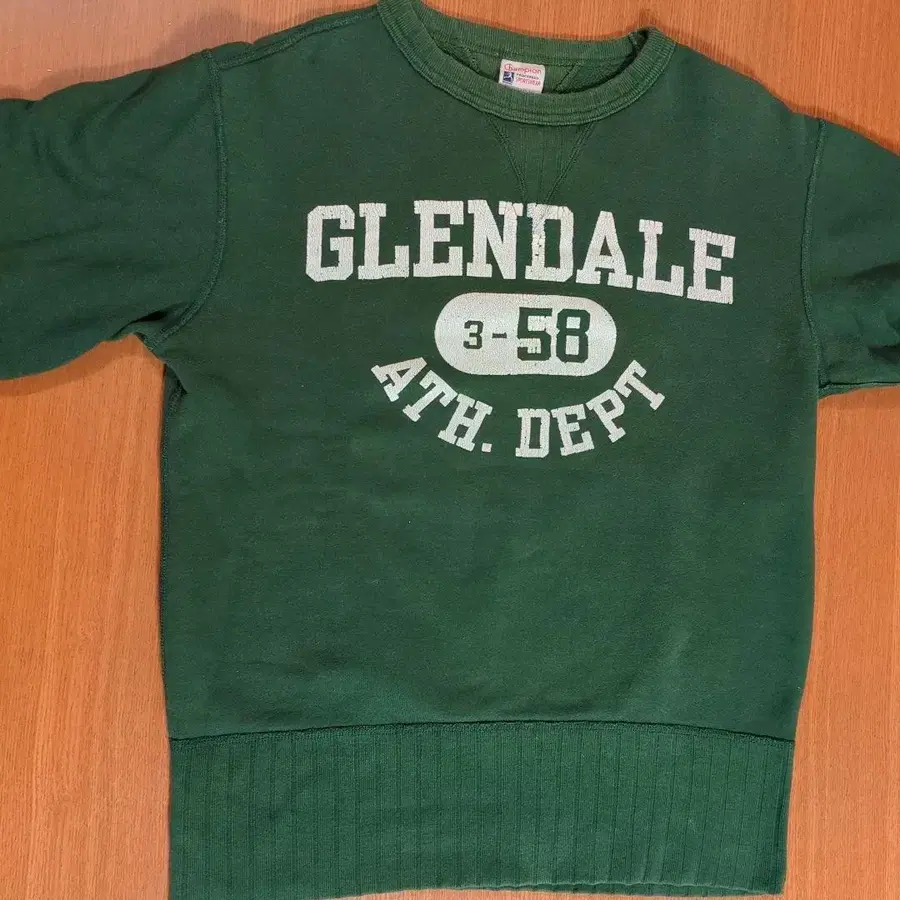 Champion
GLENDALE
3-58
ATH. DEPT